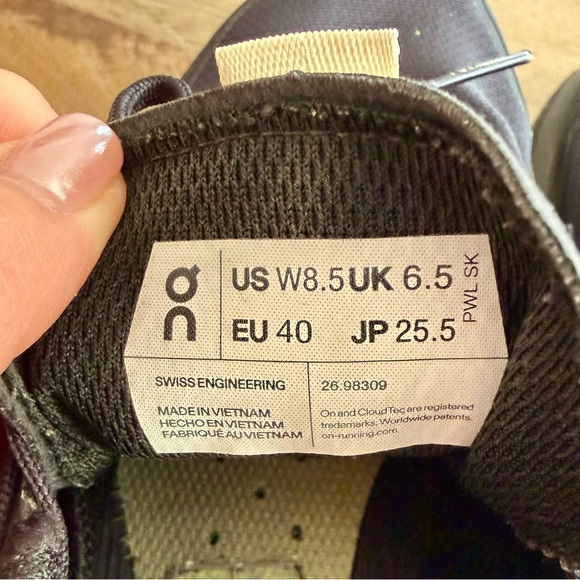 On
US W8.5 UK 6.5
EU 40 JP 25.5
PWL SK
SWISS ENGINEERING
26.98309
MADE IN VIETNAM
HECHO EN VIETNAM
FABRIQUÉ AU VIETNAM
On and CloudTec are registered
trademarks. Worldwide patents.
on-running.com